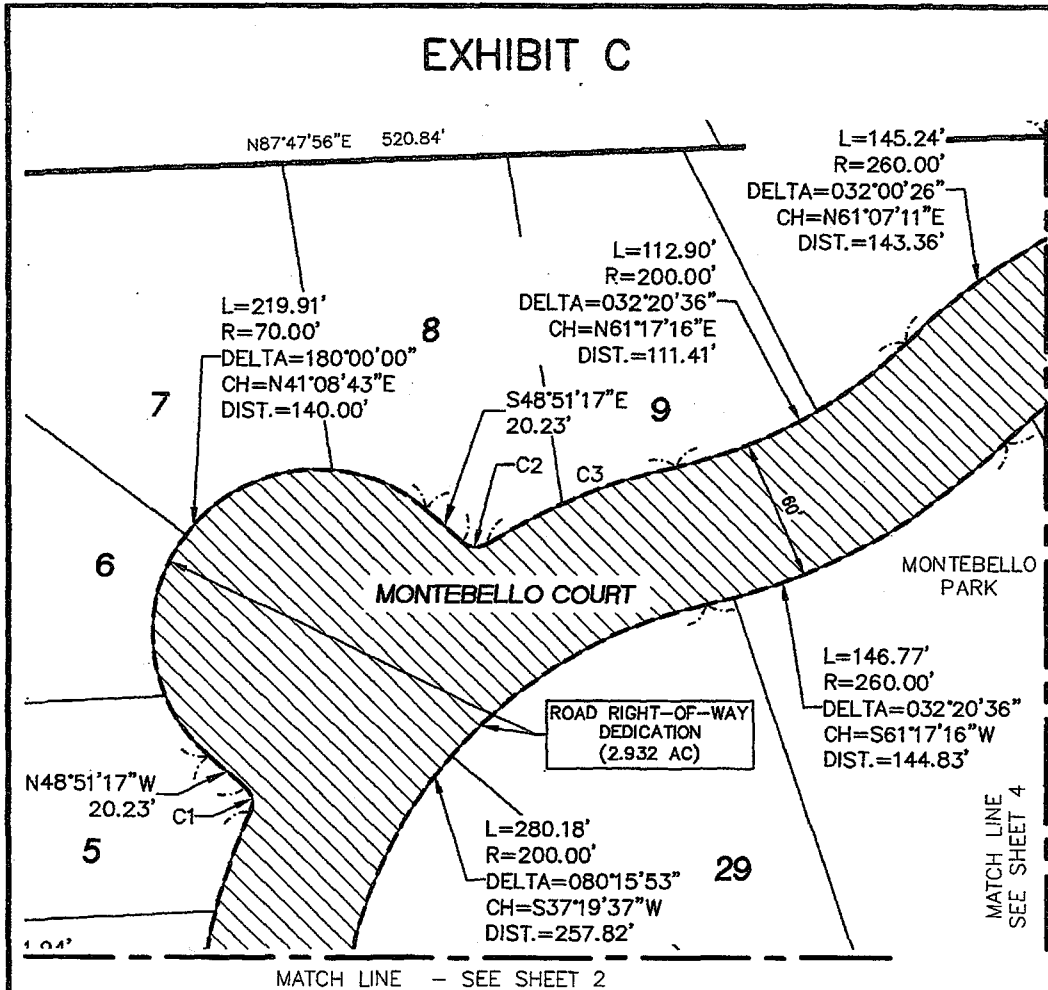 EXHIBIT C
N87°47'56"E 520.84'
L=145.24'
R=260.00'
DELTA=032°00'26"
CH=N61°07'11"E
DIST.=143.36'
L=112.90'
R=200.00'
DELTA=032°20'36"
CH=N61°17'16"E
DIST.=111.41'
L=219.91'
R=70.00'
DELTA=180°00'00"
CH=N41°08'43"E
DIST.=140.00'
8
7
S48°51'17"E
20.23'
9
C2
C3
60'
6
MONTEBELLO COURT
MONTEBELLO
PARK
L=146.77'
R=260.00'
DELTA=032°20'36"
CH=S61°17'16"W
DIST.=144.83'
ROAD RIGHT-OF-WAY
DEDICATION
(2.932 AC)
N48°51'17"W
20.23'
C1
5
L=280.18'
R=200.00'
DELTA=080°15'53"
CH=S37°19'37"W
DIST.=257.82'
29
MATCH LINE
SEE SHEET 4
MATCH LINE - SEE SHEET 2